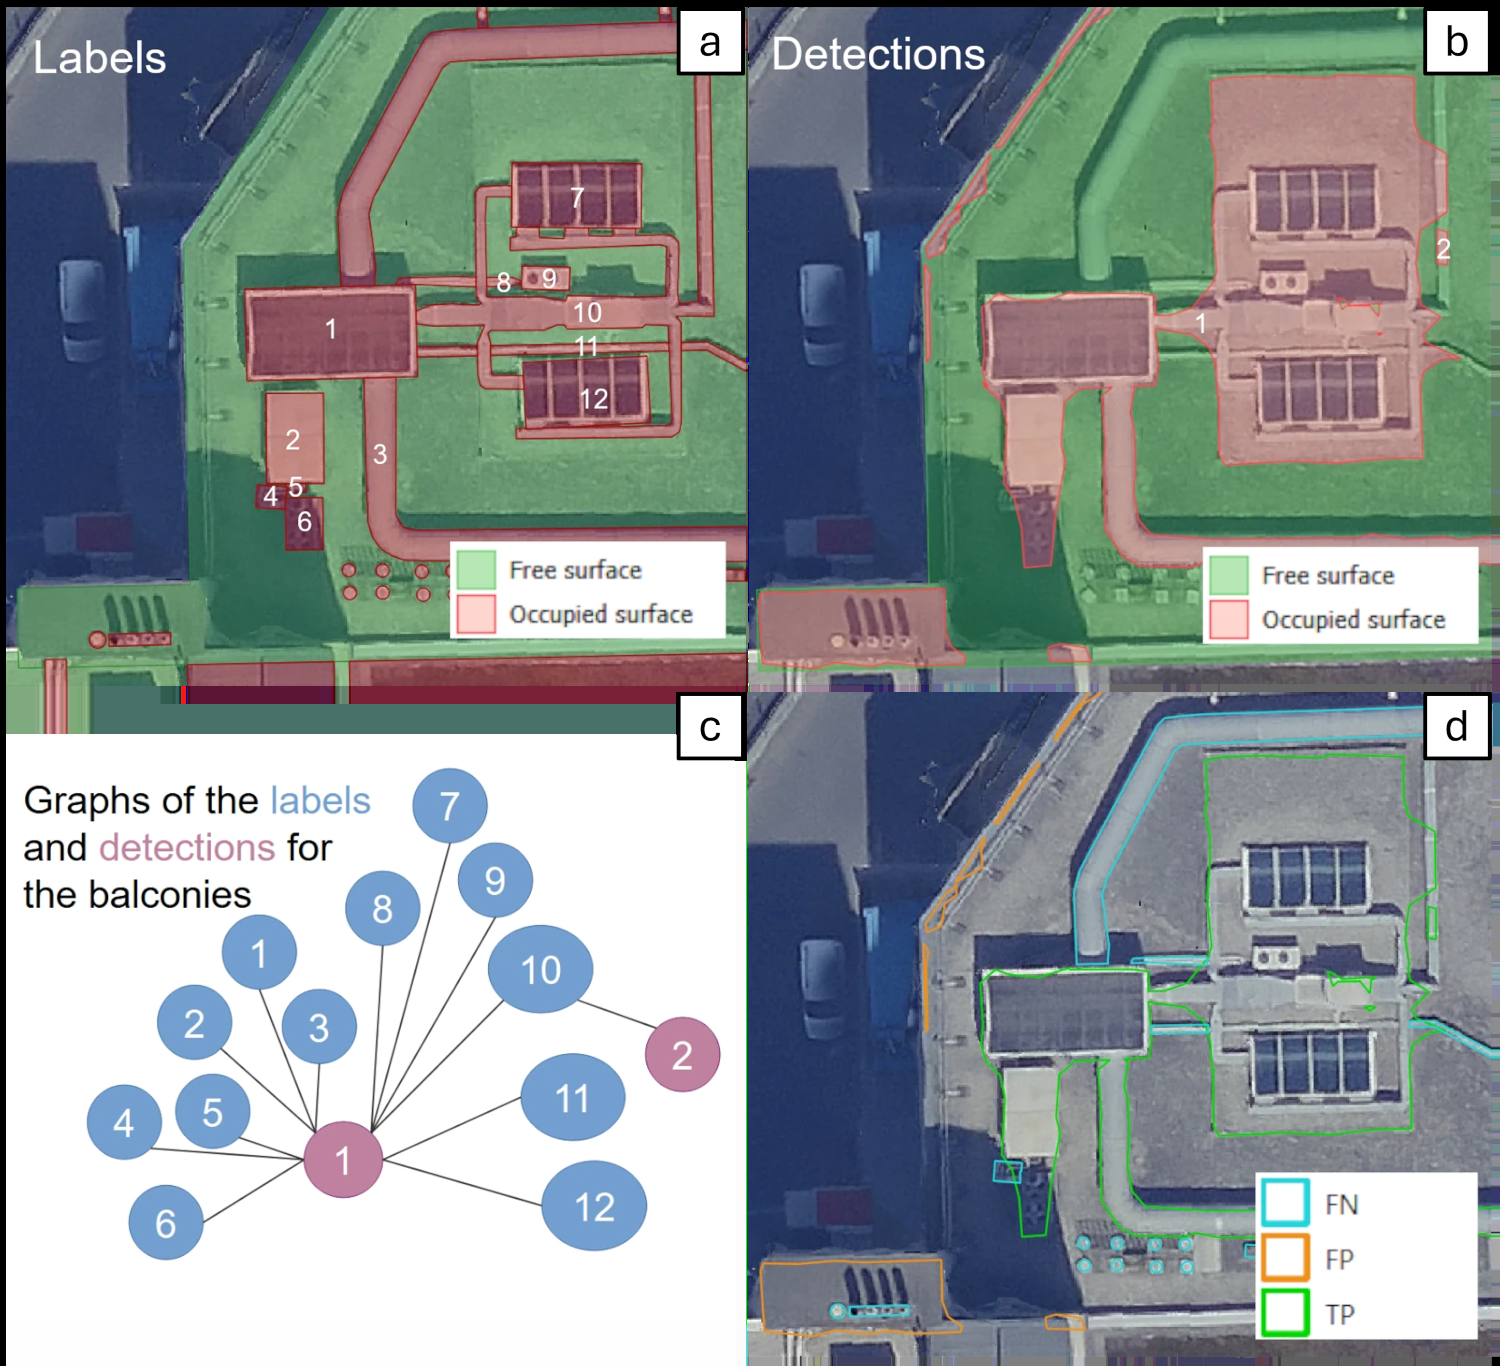 Labels
a
1
2
3
4
5
6
7
8
9
10
11
12
Free surface
Occupied surface
Detections
b
1
2
Free surface
Occupied surface
c
Graphs of the labels
and detections for
the balconies
7
9
8
10
1
2
3
2
11
5
4
1
12
6
d
FN
FP
TP